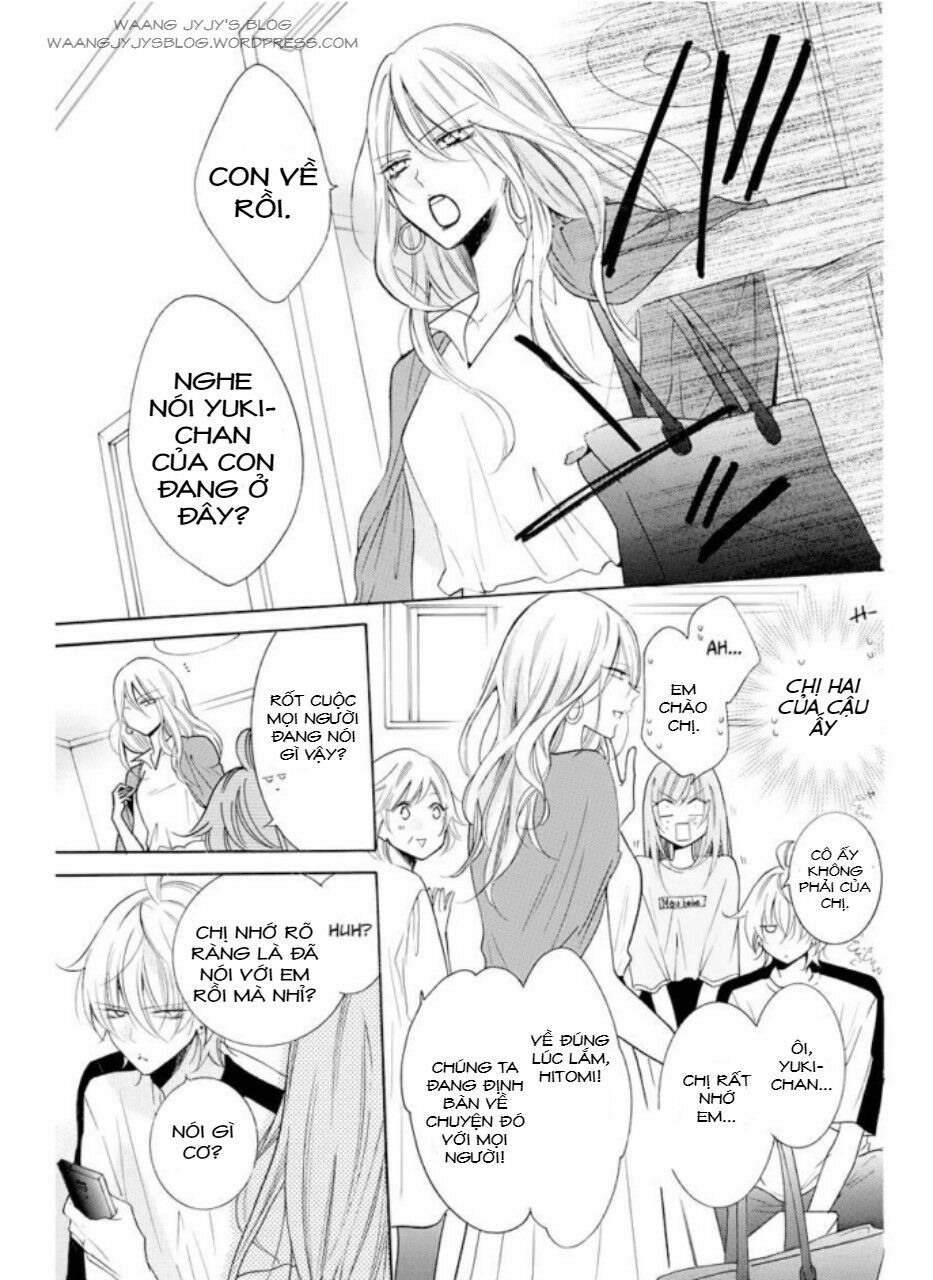 WAANG JYJY'S BLOG
WAANGJYJYSBLOG.WORDPRESS.COM
CON VỀ
RỒI.
NGHE
NÓI YUKI-
CHAN
CỦA CON
ĐANG Ở
ĐÂY?
H-
CHỊ HAI
CỦA CẬU
ẤY
AH...
EM
CHÀO
CHỊ.
CÔ ẤY
KHÔNG
PHẢI CỦA
CHỊ.
ÔI,
YUKI-
CHAN...
CHỊ RẤT
NHỚ
EM...
VỀ ĐÚNG
LÚC LẮM,
HITOMI!
CHÚNG TA
ĐANG ĐỊNH
BÀN VỀ
CHUYỆN ĐÓ
VỚI MỌI
NGƯỜI!
RỐT CUỘC
MỌI NGƯỜI
ĐANG NÓI
GÌ VẬY?
HUH?
CHỊ NHỚ RÕ
RÀNG LÀ ĐÃ
NÓI VỚI EM
RỒI MÀ NHỈ?
NÓI GÌ
CƠ?